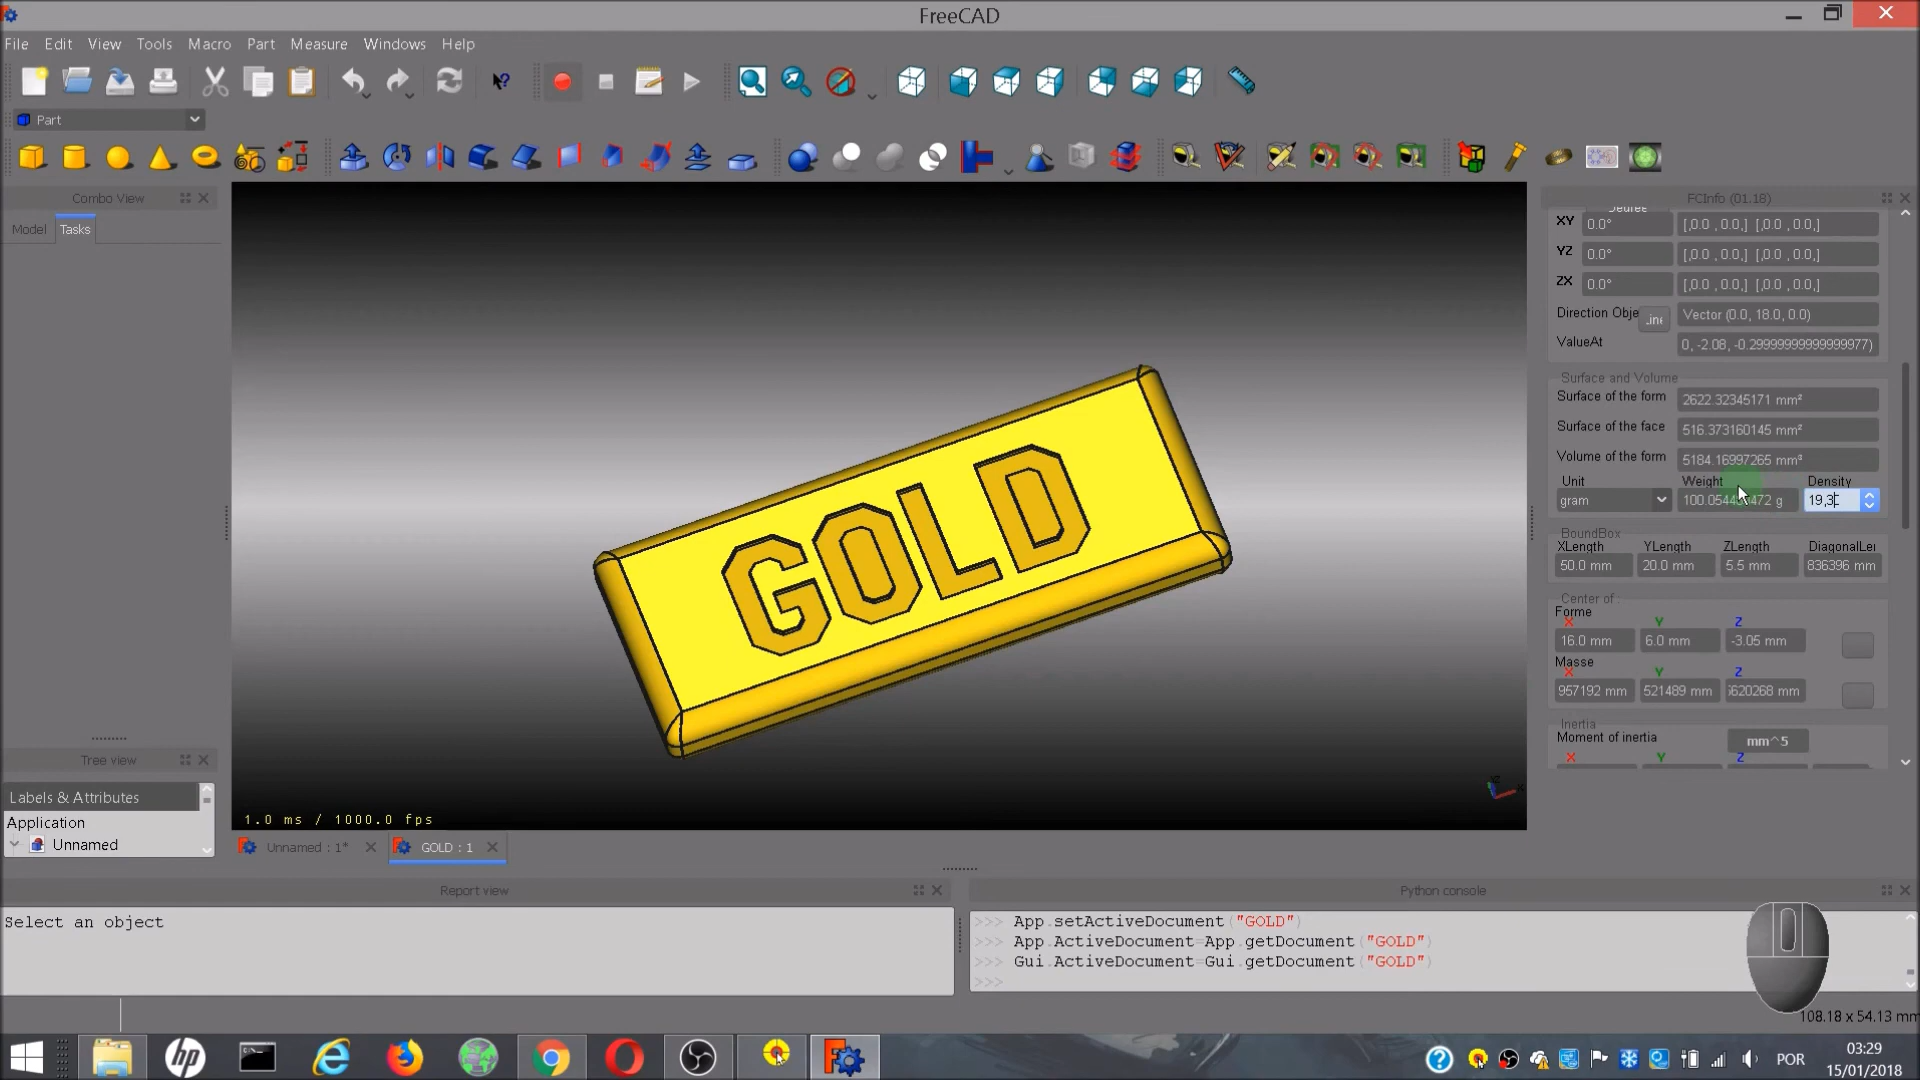 FreeCAD
File Edit View Tools Macro Part Measure Windows Help
Part
Combo View
FCInfo (01.18)
Model Tasks
Degree
XY 0.0° [,0.0 , 0.0,] [,0.0 , 0.0,]
YZ 0.0° [,0.0 , 0.0,] [,0.0 , 0.0,]
ZX 0.0° [,0.0 , 0.0,] [,0.0 , 0.0,]
Direction Obje Vector (0.0, 18.0, 0.0)
ValueAt 0, -2.08, -0.29999999999999977)
Surface and Volume
Surface of the form 2622.32345171 mm²
Surface of the face 516.373160145 mm²
Volume of the form 5184.16997265 mm³
Unit Weight Density
gram g 19,3
BoundBox
XLength YLength ZLength DiagonalLer
50.0 mm 20.0 mm 5.5 mm 836396 mm
Center of :
Forme
X Y Z
16.0 mm 6.0 mm -3.05 mm
Masse
X Y Z
957192 mm 521489 mm 620268 mm
Inertia
Moment of inertia mm^5
X Y Z
GOLD
1.0 ms / 1000.0 fps
Tree view
Labels & Attributes
Application
Unnamed
Unnamed : 1*
GOLD : 1
Report view
Select an object
Python console
>>> App.setActiveDocument("GOLD")
>>> App.ActiveDocument=App.getDocument("GOLD")
>>> Gui.ActiveDocument=Gui.getDocument("GOLD")
>>>
108.18 x 54.13 mm
hp
POR
03:29
15/01/2018